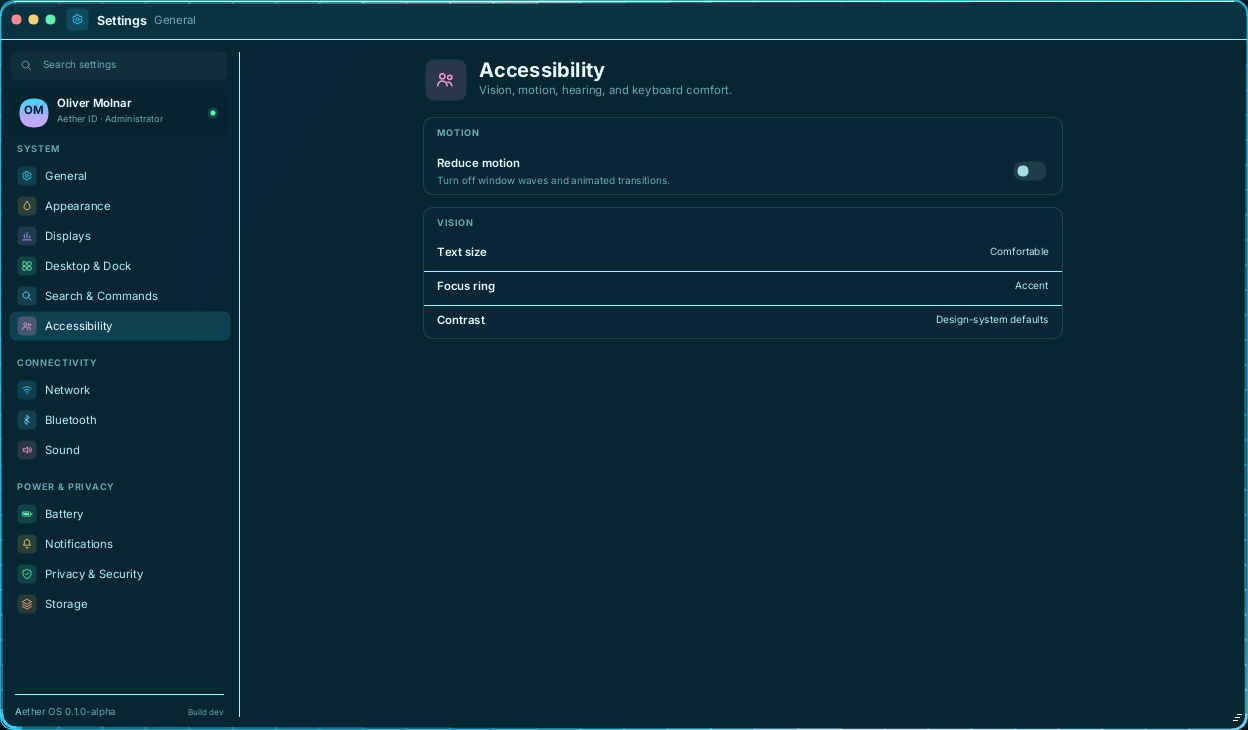 Settings General
Search settings
OM
Oliver Molnar
Aether ID · Administrator
SYSTEM
General
Appearance
Displays
Desktop & Dock
Search & Commands
Accessibility
CONNECTIVITY
Network
Bluetooth
Sound
POWER & PRIVACY
Battery
Notifications
Privacy & Security
Storage
Aether OS 0.1.0-alpha Build dev
Accessibility
Vision, motion, hearing, and keyboard comfort.
MOTION
Reduce motion
Turn off window waves and animated transitions.
VISION
Text size Comfortable
Focus ring Accent
Contrast Design-system defaults